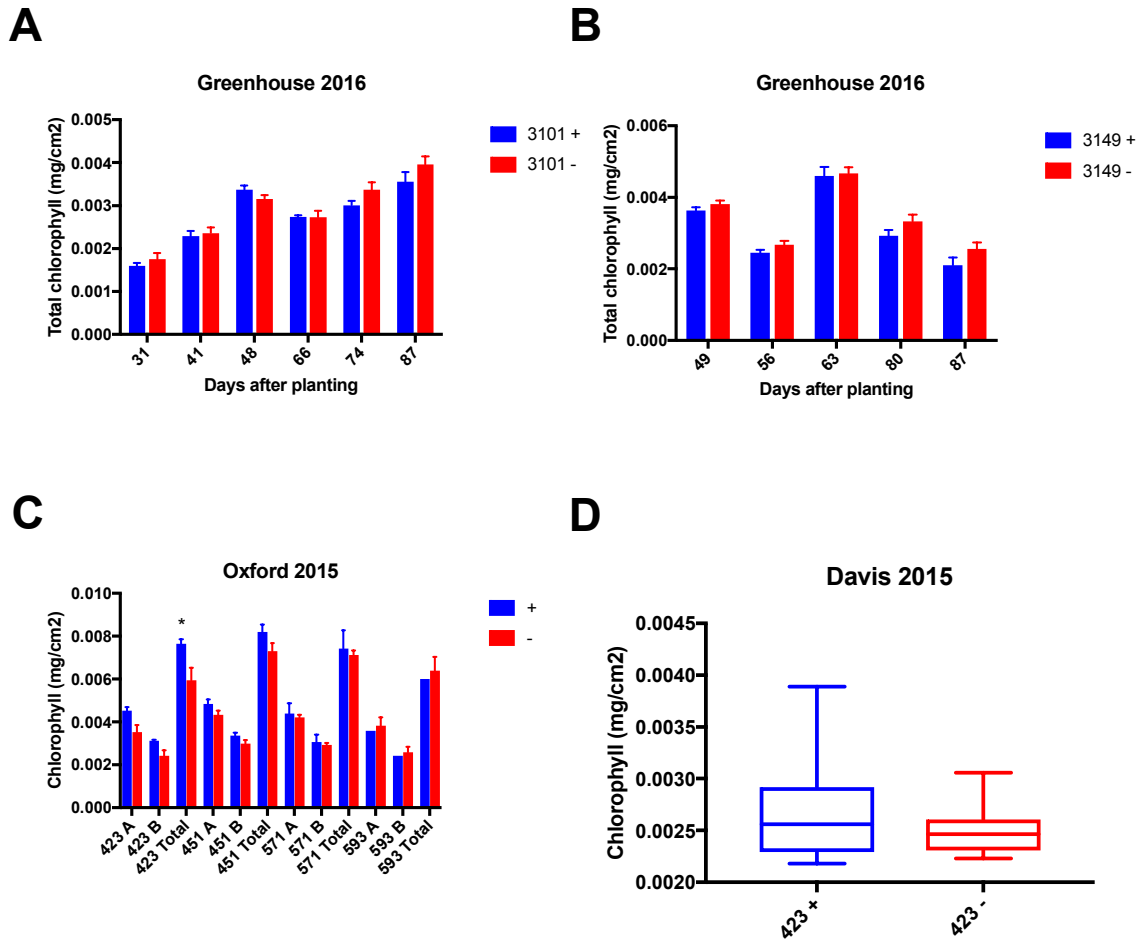 A
Greenhouse 2016
Total chlorophyll (mg/cm2)
0.005
0.004
0.003
0.002
0.001
0.000
31
41
48
66
74
87
Days after planting
3101 +
3101 -
B
Greenhouse 2016
Total chlorophyll (mg/cm2)
0.006
0.004
0.002
0.000
49
56
63
80
87
Days after planting
3149 +
3149 -
C
Oxford 2015
Chlorophyll (mg/cm2)
0.010
0.008
0.006
0.004
0.002
0.000
*
423 A
423 B
423 Total
451 A
451 B
451 Total
571 A
571 B
571 Total
593 A
593 B
593 Total
+
-
D
Davis 2015
Chlorophyll (mg/cm2)
0.0045
0.0040
0.0035
0.0030
0.0025
0.0020
423 +
423 -